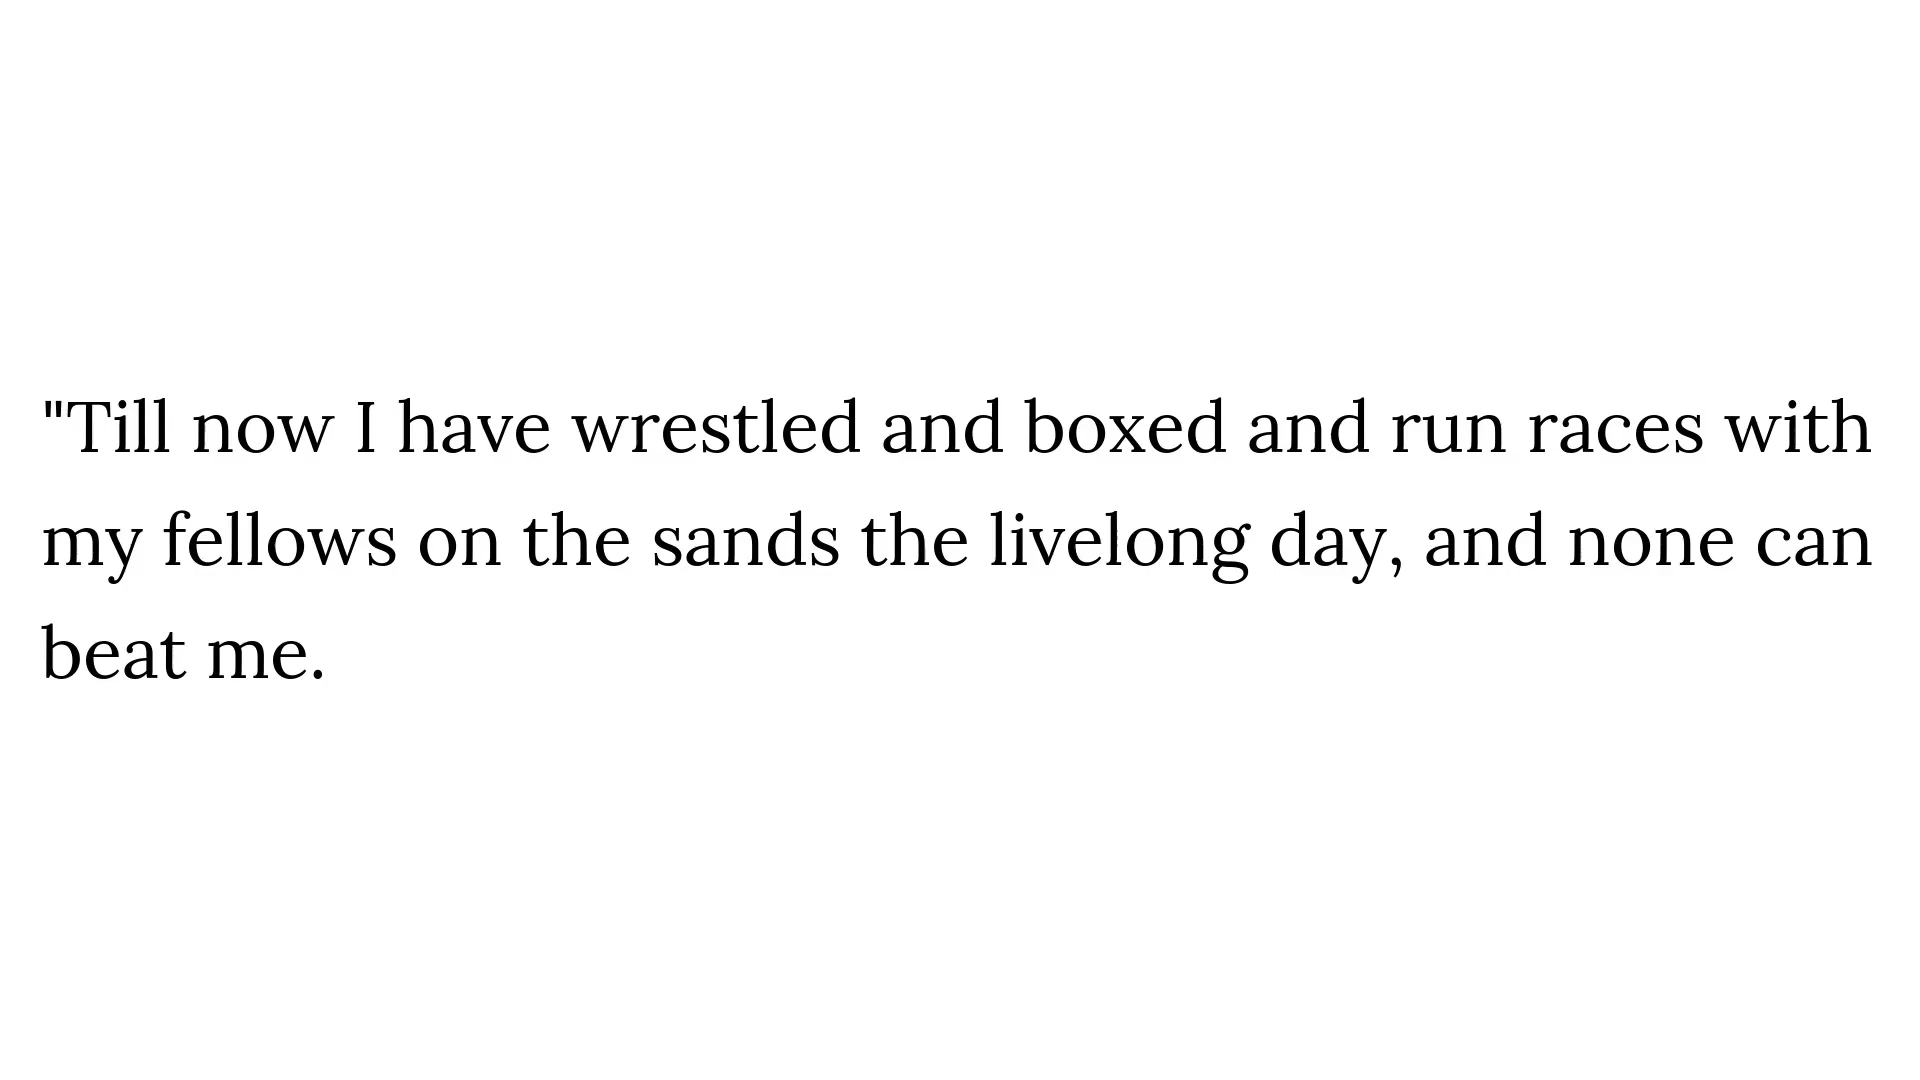 "Till now I have wrestled and boxed and run races with
my fellows on the sands the livelong day, and none can
beat me.